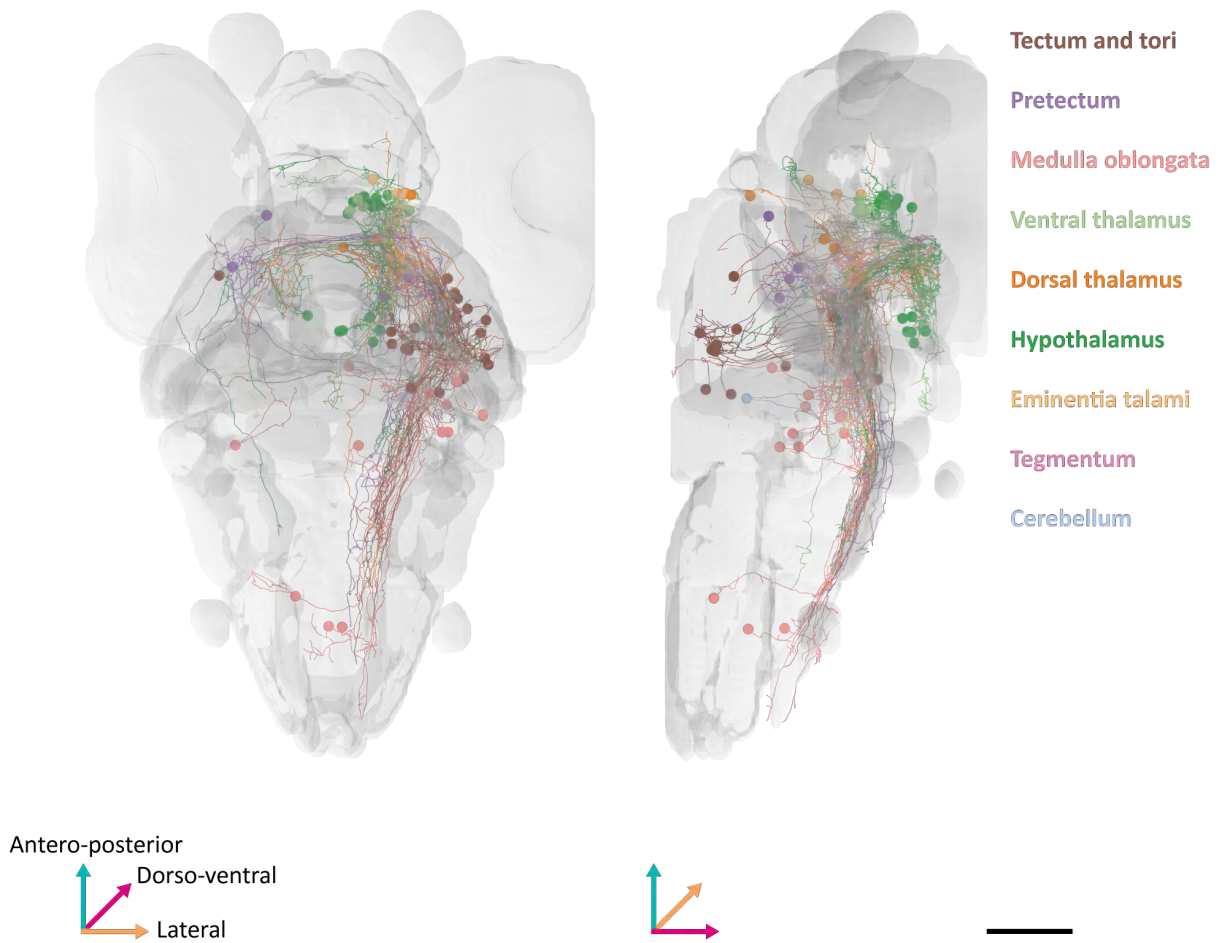 Tectum and tori
Pretectum
Medulla oblongata
Ventral thalamus
Dorsal thalamus
Hypothalamus
Eminentia talami
Tegmentum
Cerebellum
Antero-posterior
Dorso-ventral
Lateral